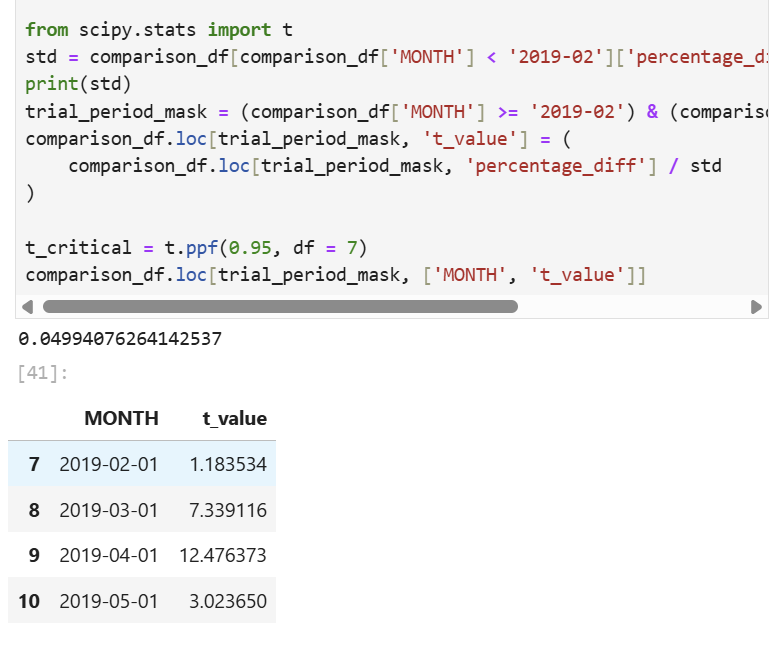 from scipy.stats import t
std = comparison_df[comparison_df['MONTH'] < '2019-02']['percentage_di
print(std)
trial_period_mask = (comparison_df['MONTH'] >= '2019-02') & (comparis
comparison_df.loc[trial_period_mask, 't_value'] = (
    comparison_df.loc[trial_period_mask, 'percentage_diff'] / std
)
t_critical = t.ppf(0.95, df = 7)
comparison_df.loc[trial_period_mask, ['MONTH', 't_value']]
0.04994076264142537
[41]:
MONTH t_value
7 2019-02-01 1.183534
8 2019-03-01 7.339116
9 2019-04-01 12.476373
10 2019-05-01 3.023650